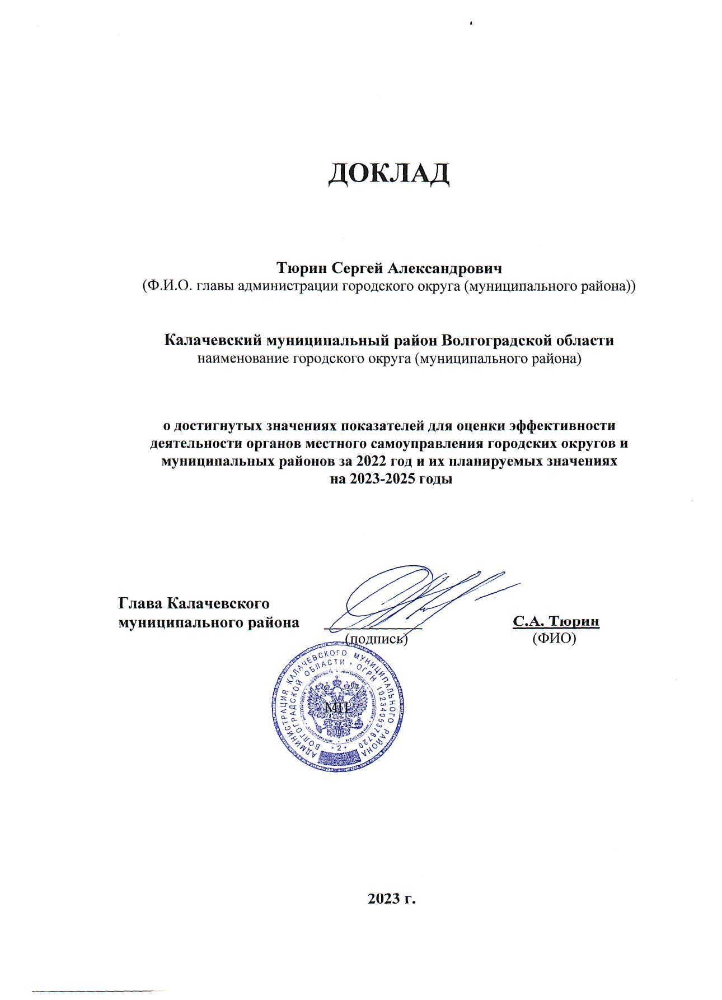 ДОКЛАД
Тюрин Сергей Александрович
(Ф.И.О. главы администрации городского округа (муниципального района))
Калачевский муниципальный район Волгоградской области
наименование городского округа (муниципального района)
о достигнутых значениях показателей для оценки эффективности
деятельности органов местного самоуправления городских округов и
муниципальных районов за 2022 год и их планируемых значениях
на 2023-2025 годы
Глава Калачевского
муниципального района
С.А. Тюрин
(подпись)
(ФИО)
АДМИНИСТРАЦИЯ КАЛАЧЕВСКОГО МУНИЦИПАЛЬНОГО РАЙОНА
ВОЛГОГРАДСКОЙ ОБЛАСТИ * ОГРН 1023405376720
МП
* 2 *
2023 г.